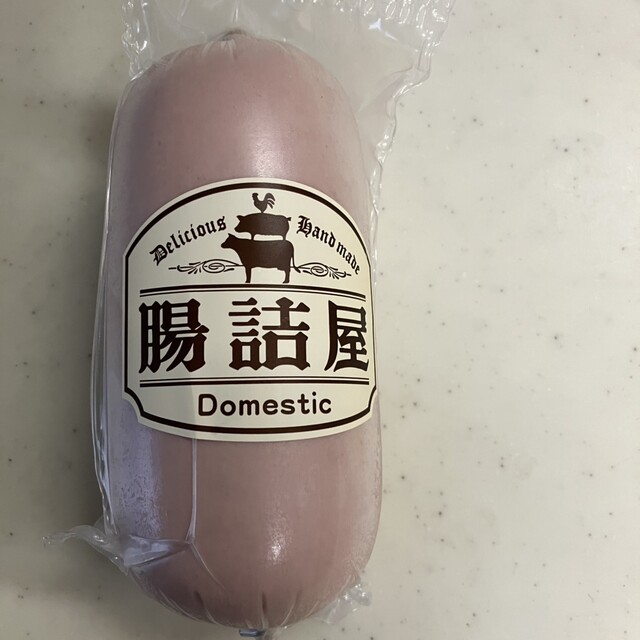 Delicious Handmade
腸詰屋
Domestic